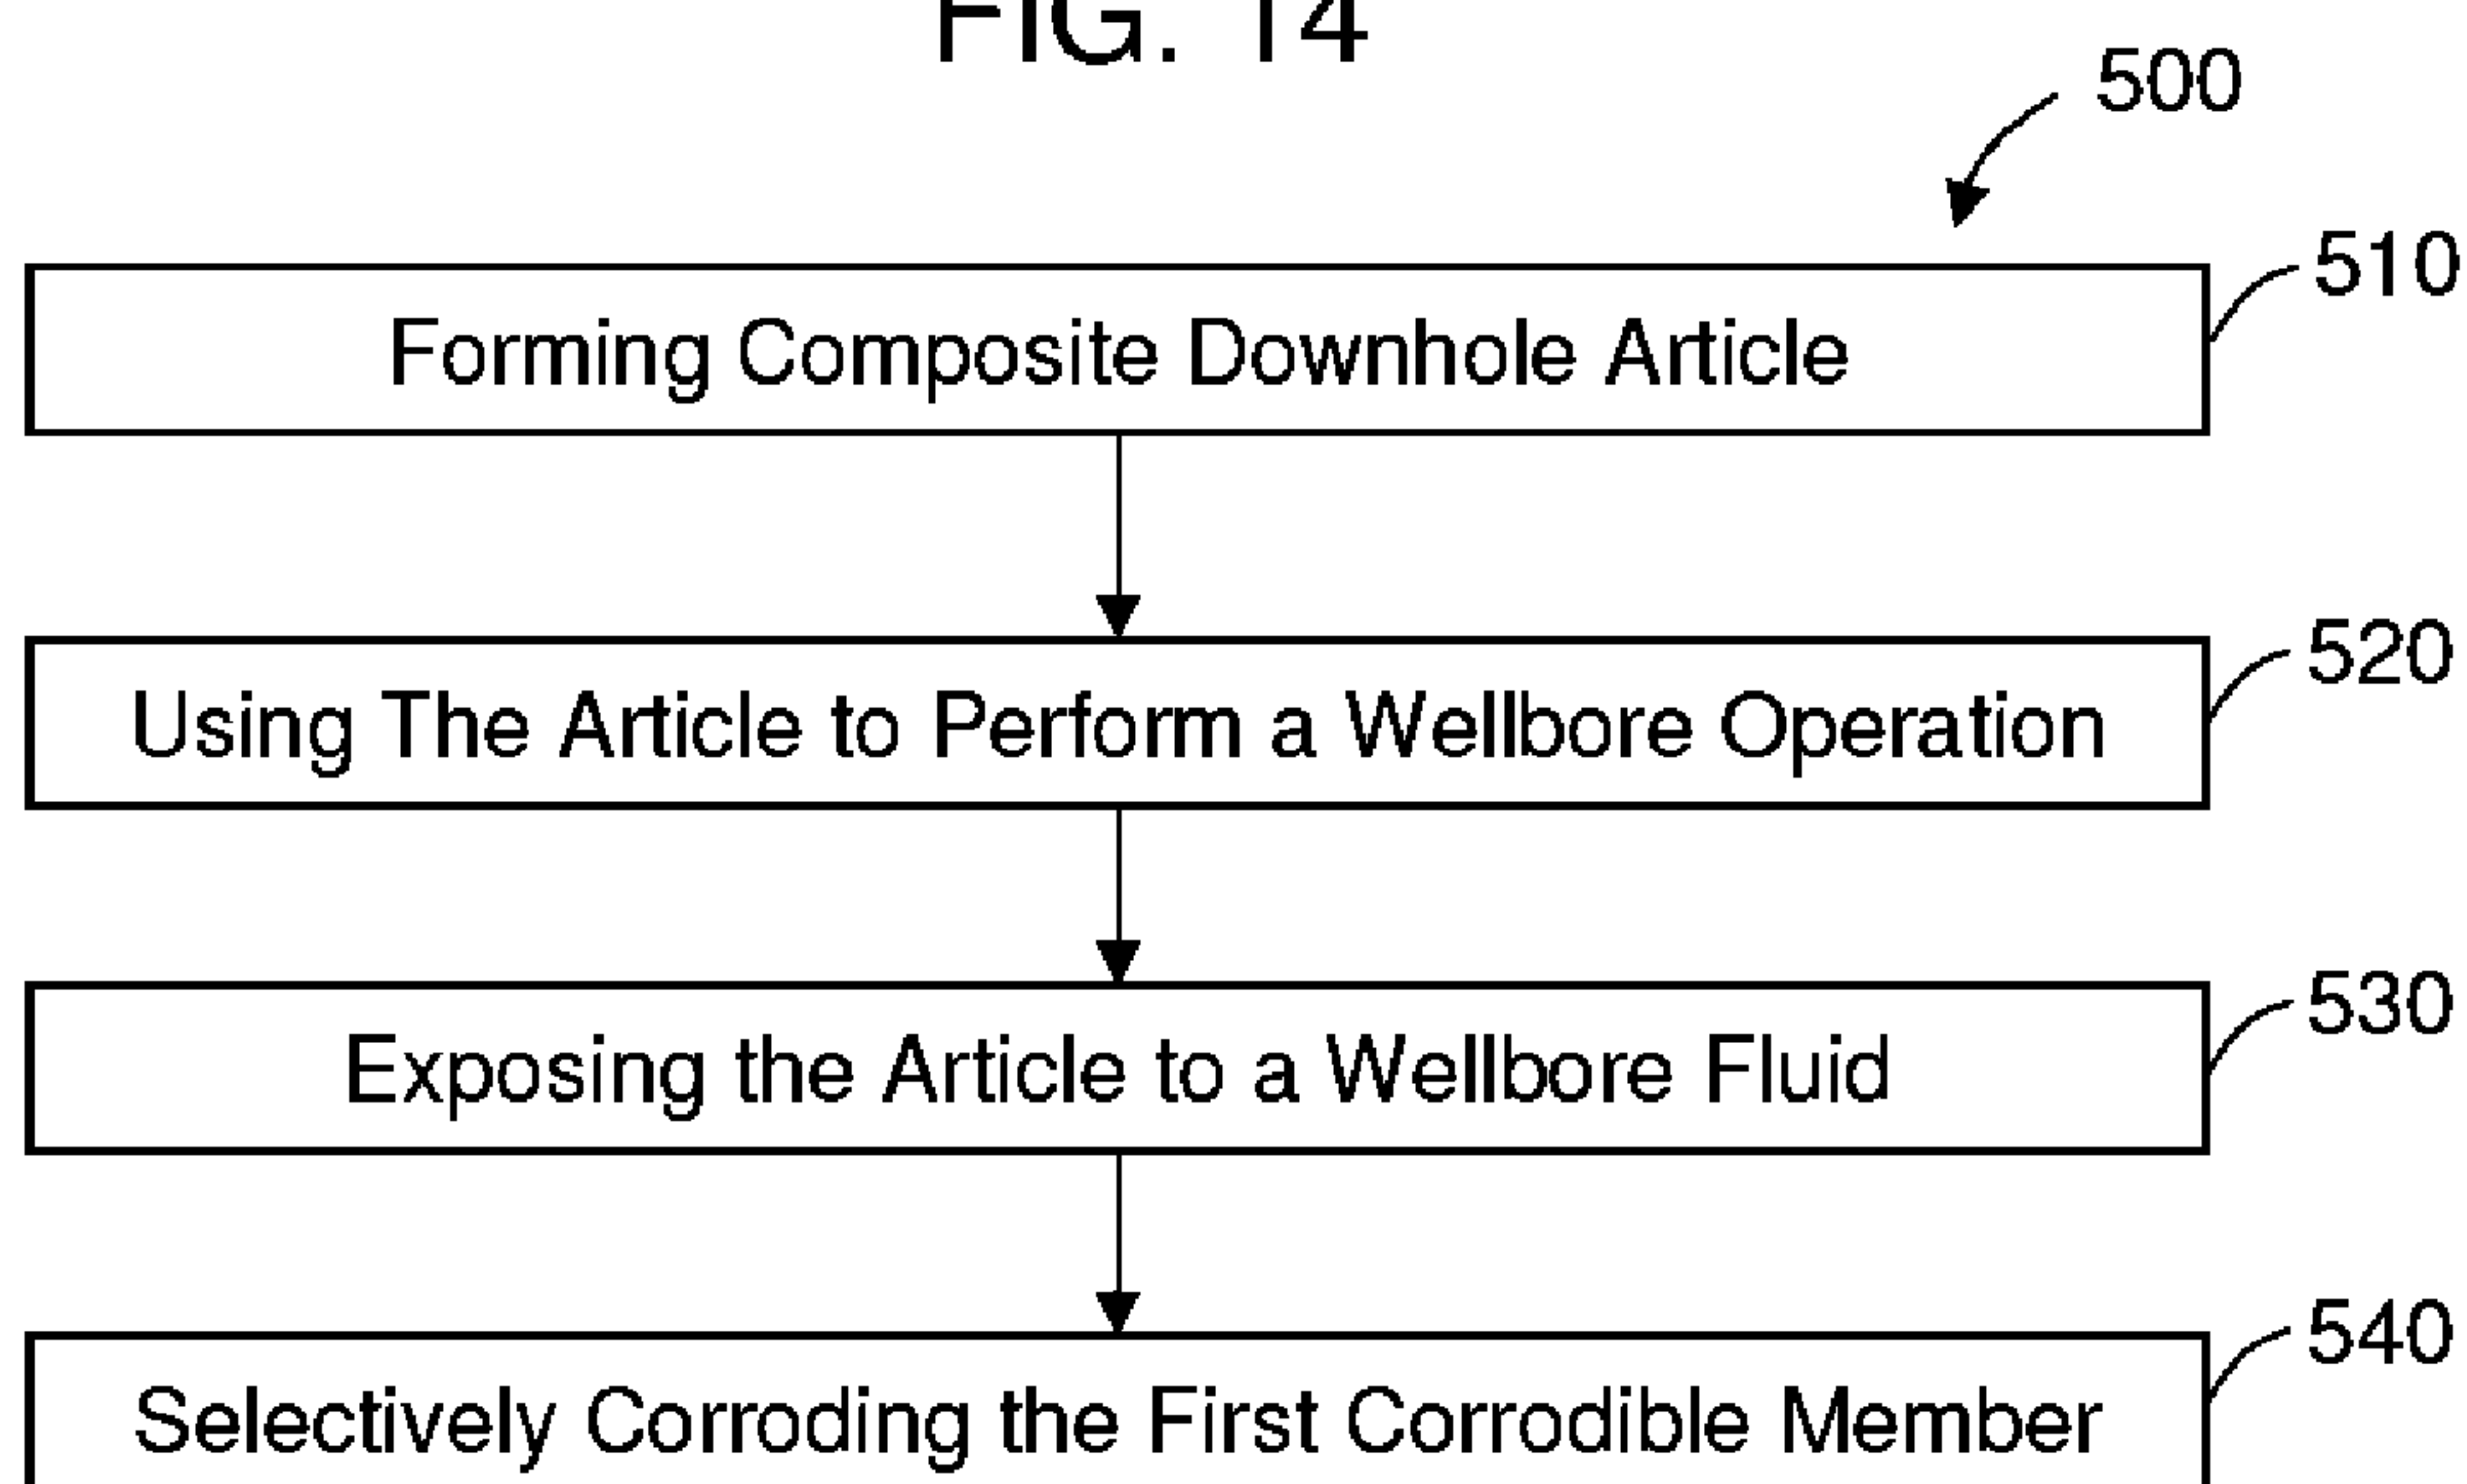 FIG. 14
500
510
Forming Composite Downhole Article
520
Using The Article to Perform a Wellbore Operation
530
Exposing the Article to a Wellbore Fluid
540
Selectively Corroding the First Corrodible Member